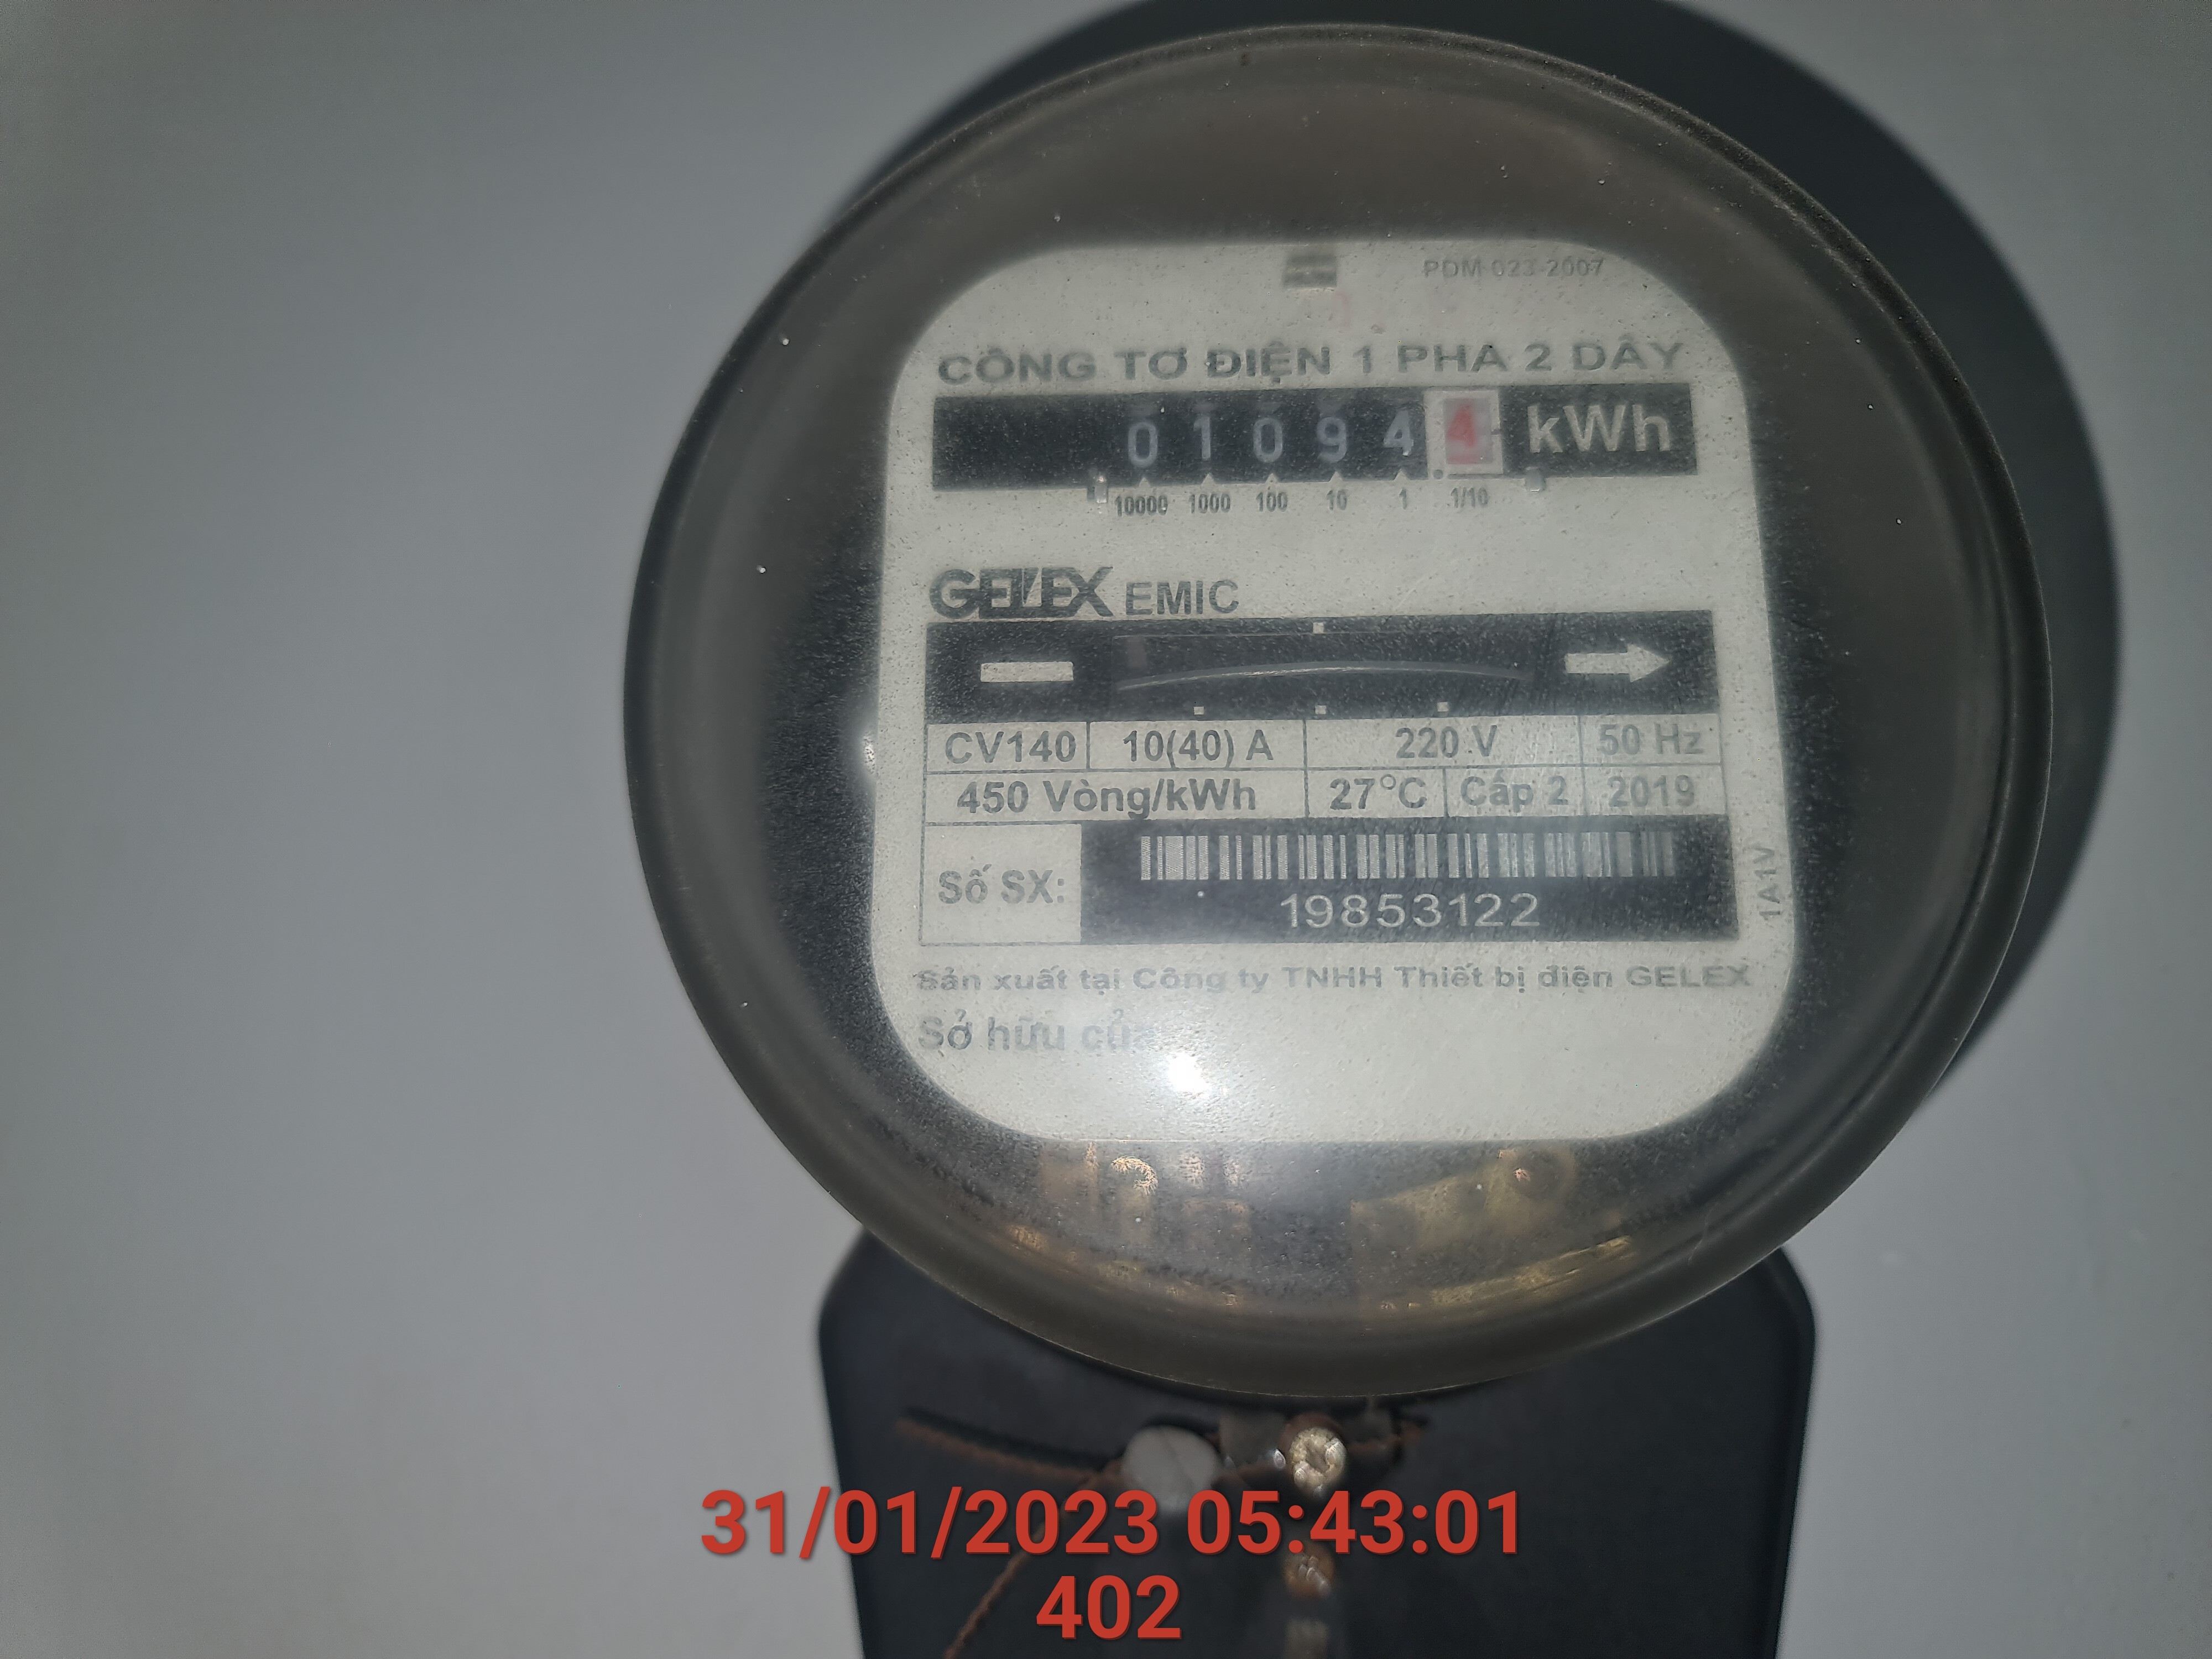 PDM-023-2007
CÔNG TƠ ĐIỆN 1 PHA 2 DÂY
0 1 0 9 4 4 kWh
10000 1000 100 10 1 1/10
GELEX EMIC
CV140 10(40) A 220 V 50 Hz
450 Vòng/kWh 27°C Cấp 2 2019
Số SX: 19853122
1A1V
Sản xuất tại Công ty TNHH Thiết bị điện GELEX
Sở hữu của
31/01/2023 05:43:01
402